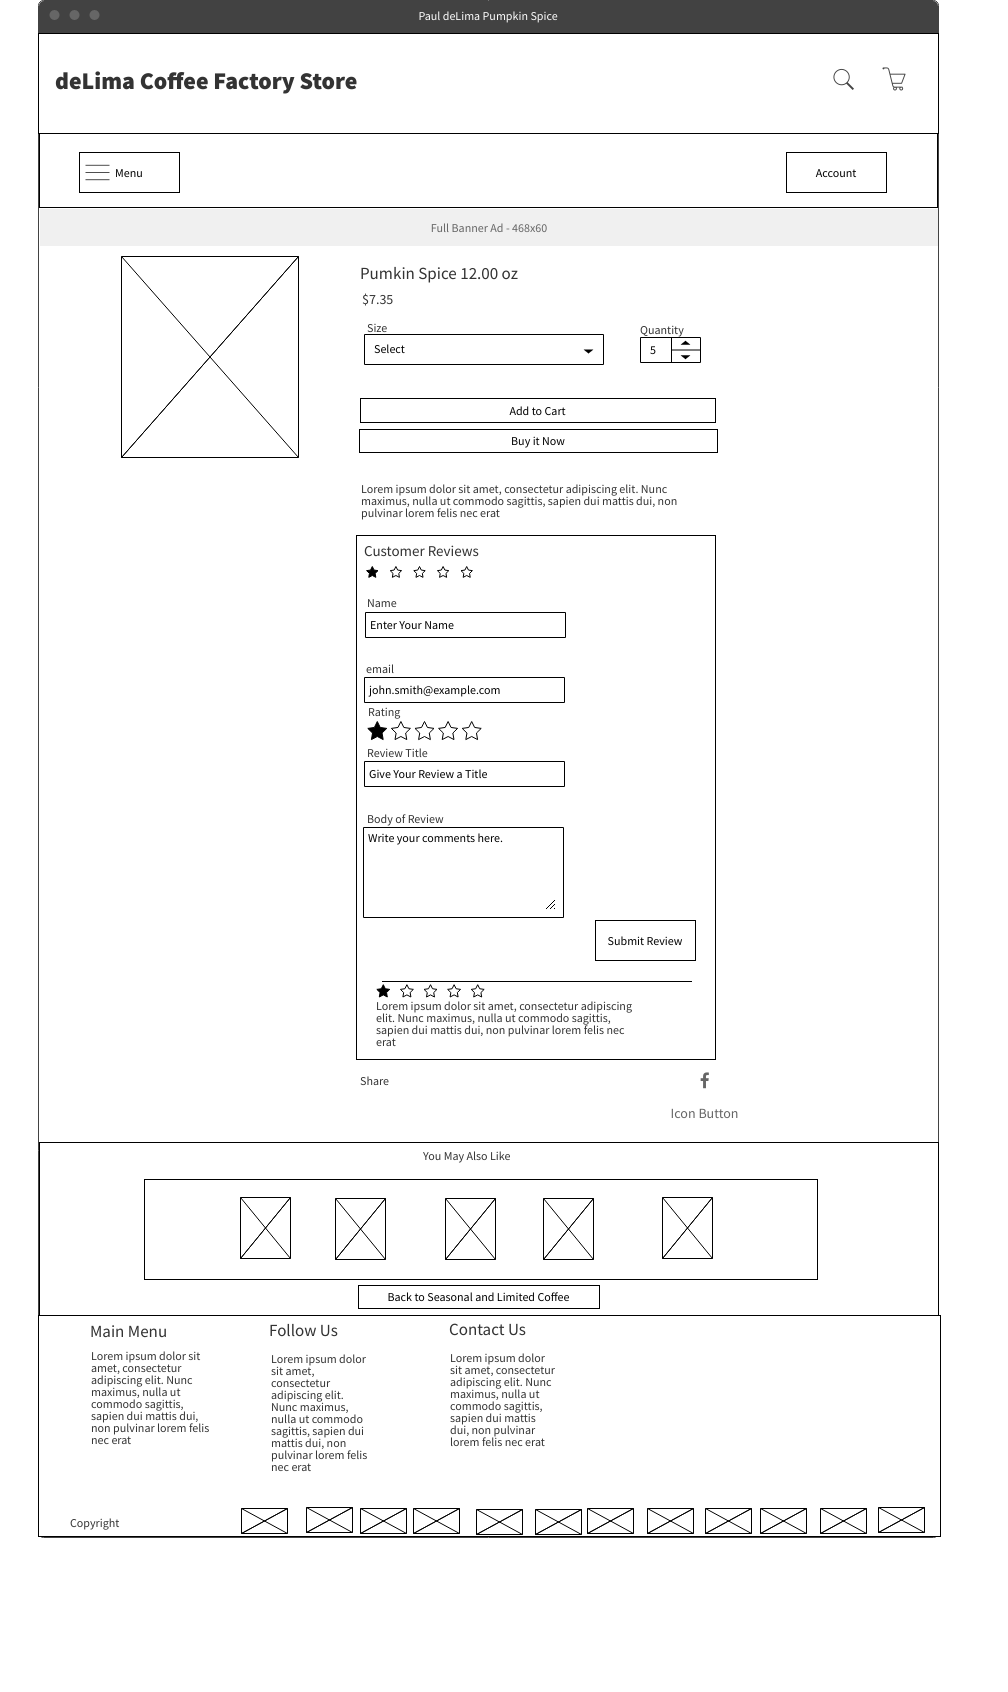 Paul deLima Pumpkin Spice
deLima Coffee Factory Store
Menu
Account
Full Banner Ad - 468x60
Pumkin Spice 12.00 oz
$7.35
Size
Quantity
Select
5
Add to Cart
Buy it Now
Lorem ipsum dolor sit amet, consectetur adipiscing elit. Nunc
maximus, nulla ut commodo sagittis, sapien dui mattis dui, non
pulvinar lorem felis nec erat
Customer Reviews
Name
Enter Your Name
email
john.smith@example.com
Rating
Review Title
Give Your Review a Title
Body of Review
Write your comments here.
Submit Review
Lorem ipsum dolor sit amet, consectetur adipiscing
elit. Nunc maximus, nulla ut commodo sagittis,
sapien dui mattis dui, non pulvinar lorem felis nec
erat
Share
Icon Button
You May Also Like
Back to Seasonal and Limited Coffee
Main Menu
Lorem ipsum dolor sit
amet, consectetur
adipiscing elit. Nunc
maximus, nulla ut
commodo sagittis,
sapien dui mattis dui,
non pulvinar lorem felis
nec erat
Follow Us
Lorem ipsum dolor
sit amet,
consectetur
adipiscing elit.
Nunc maximus,
nulla ut commodo
sagittis, sapien dui
mattis dui, non
pulvinar lorem felis
nec erat
Contact Us
Lorem ipsum dolor
sit amet, consectetur
adipiscing elit. Nunc
maximus, nulla ut
commodo sagittis,
sapien dui mattis
dui, non pulvinar
lorem felis nec erat
Copyright